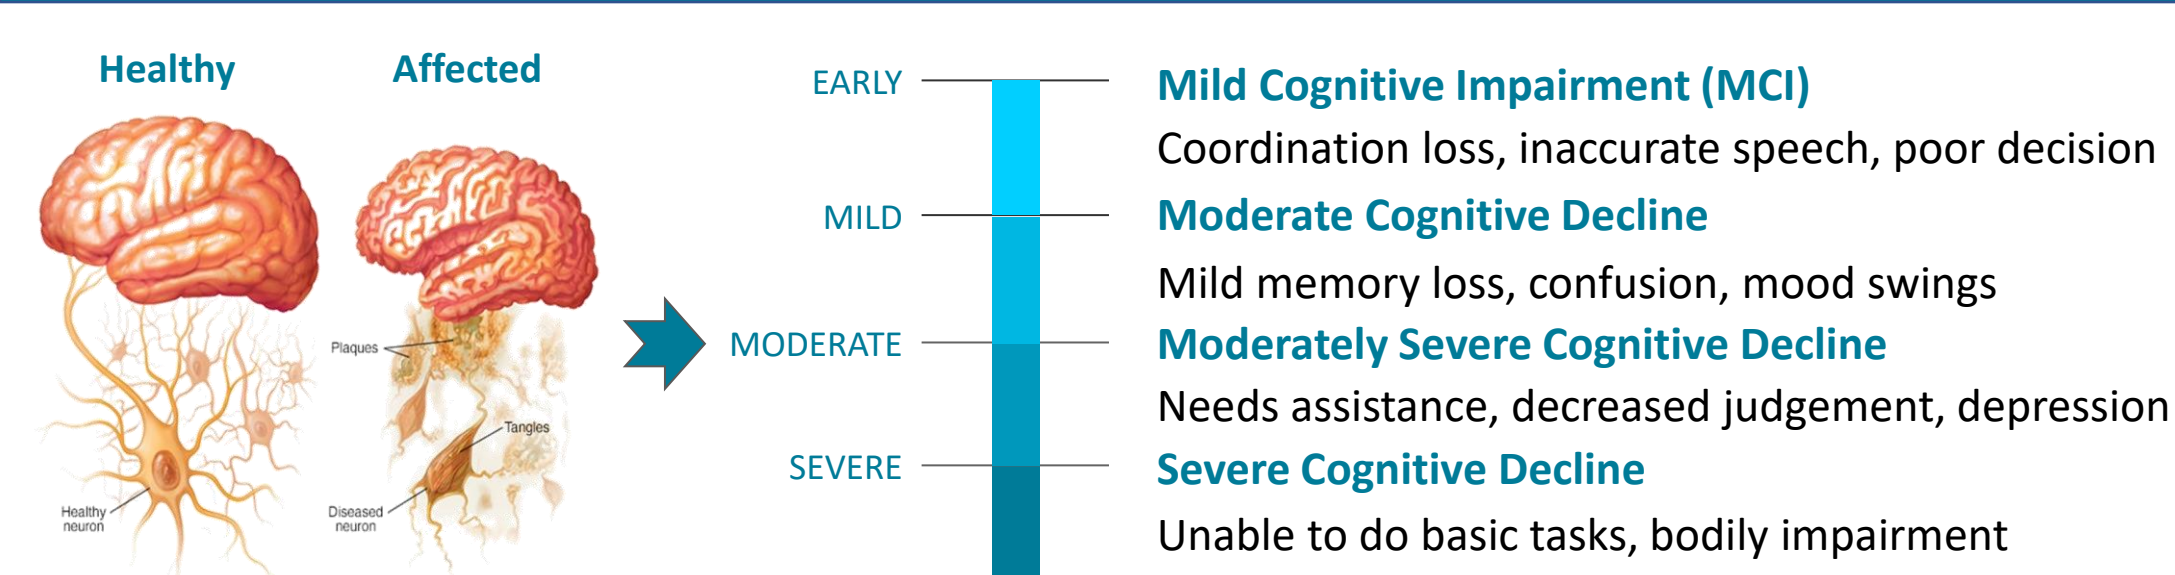 Healthy
Affected
Plaques
Tangles
Healthy
neuron
Diseased
neuron
EARLY
Mild Cognitive Impairment (MCI)
Coordination loss, inaccurate speech, poor decision
MILD
Moderate Cognitive Decline
Mild memory loss, confusion, mood swings
MODERATE
Moderately Severe Cognitive Decline
Needs assistance, decreased judgement, depression
SEVERE
Severe Cognitive Decline
Unable to do basic tasks, bodily impairment